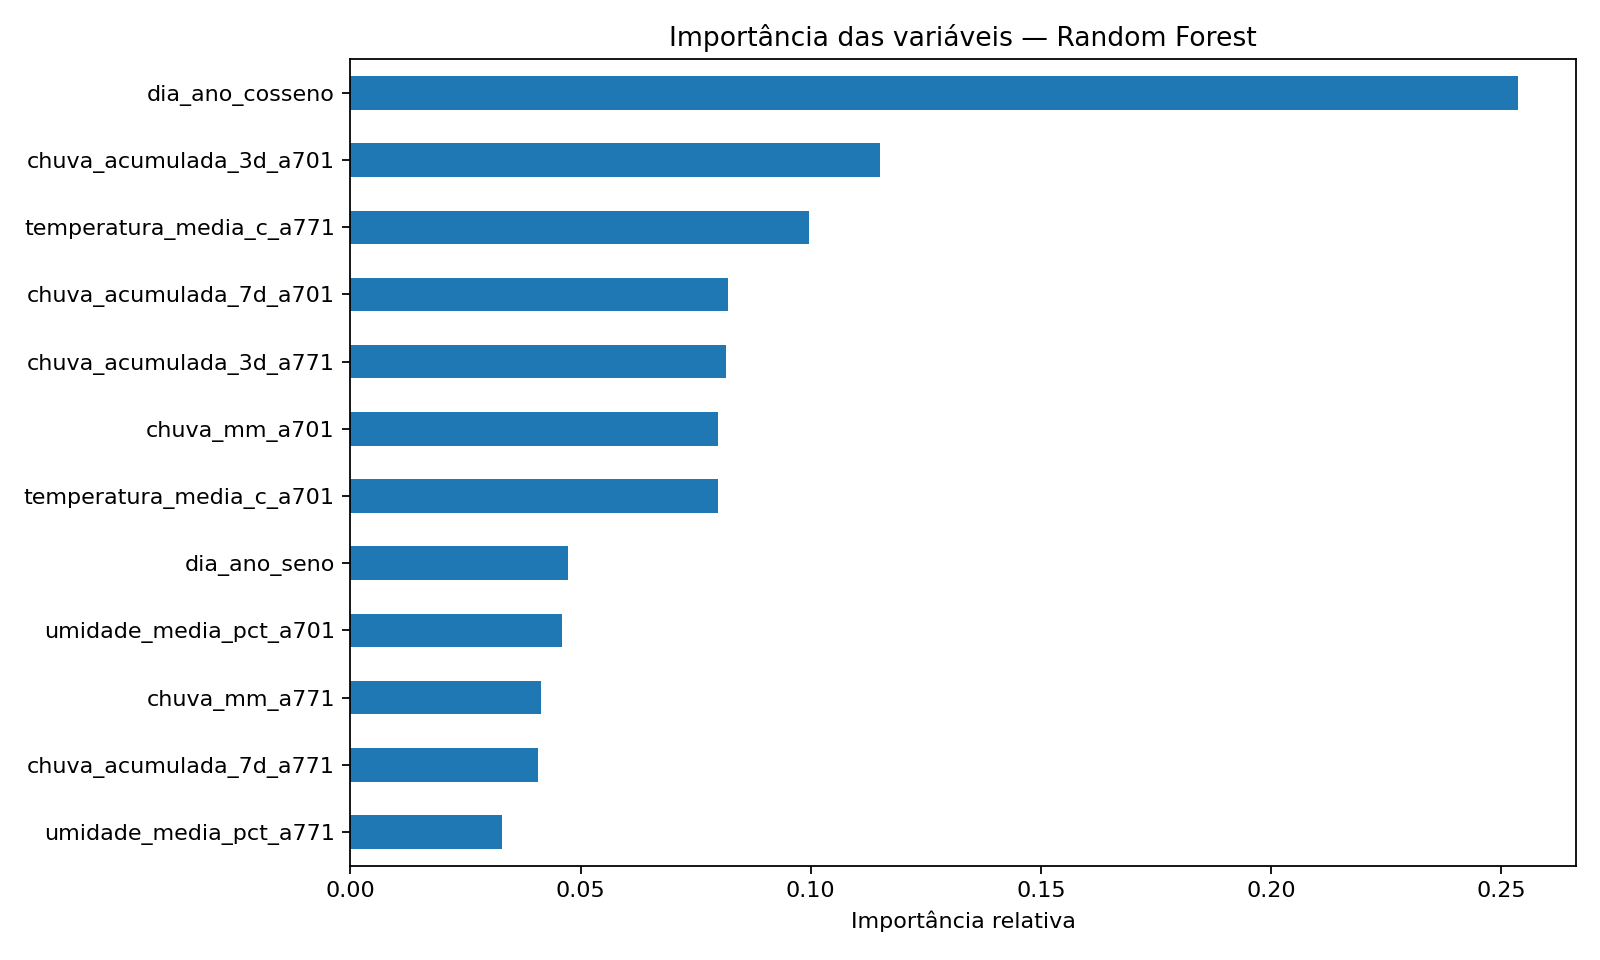 Importância das variáveis — Random Forest
dia_ano_cosseno
chuva_acumulada_3d_a701
temperatura_media_c_a771
chuva_acumulada_7d_a701
chuva_acumulada_3d_a771
chuva_mm_a701
temperatura_media_c_a701
dia_ano_seno
umidade_media_pct_a701
chuva_mm_a771
chuva_acumulada_7d_a771
umidade_media_pct_a771
0.00 0.05 0.10 0.15 0.20 0.25
Importância relativa